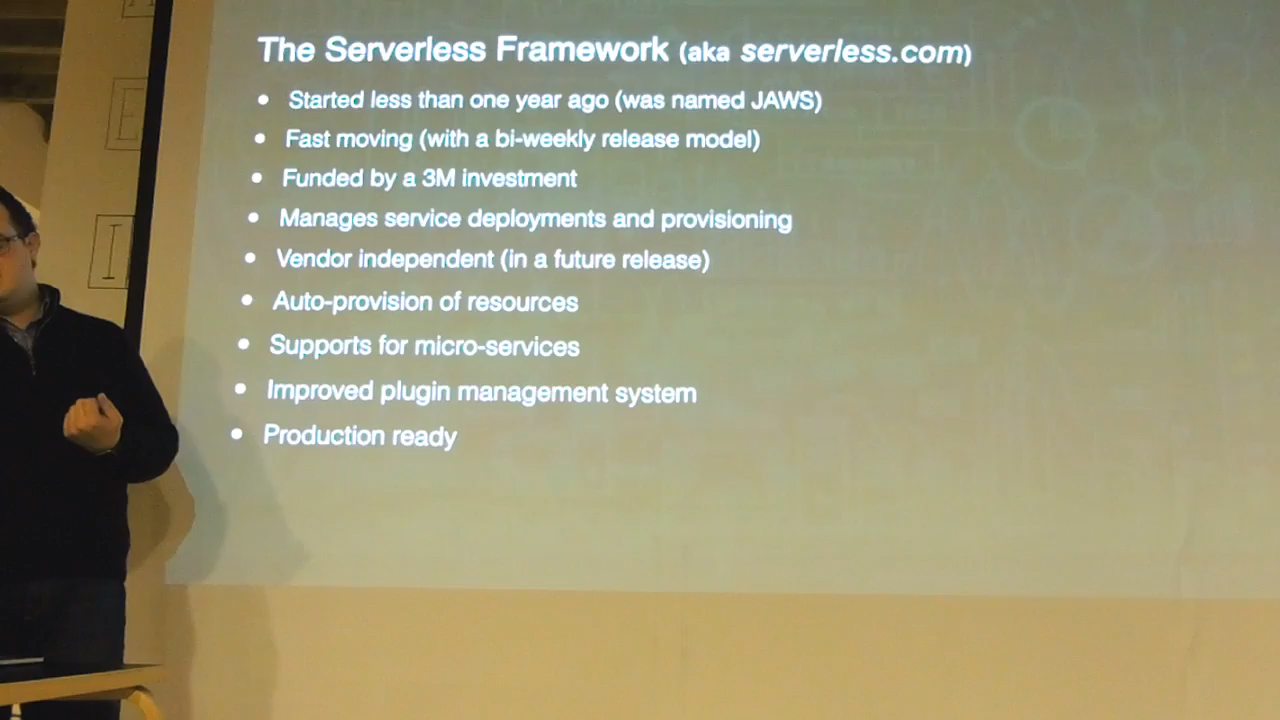 The Serverless Framework (aka serverless.com)
• Started less than one year ago (was named JAWS)
• Fast moving (with a bi-weekly release model)
• Funded by a 3M investment
• Manages service deployments and provisioning
• Vendor independent (in a future release)
• Auto-provision of resources
• Supports for micro-services
• Improved plugin management system
• Production ready
E
I